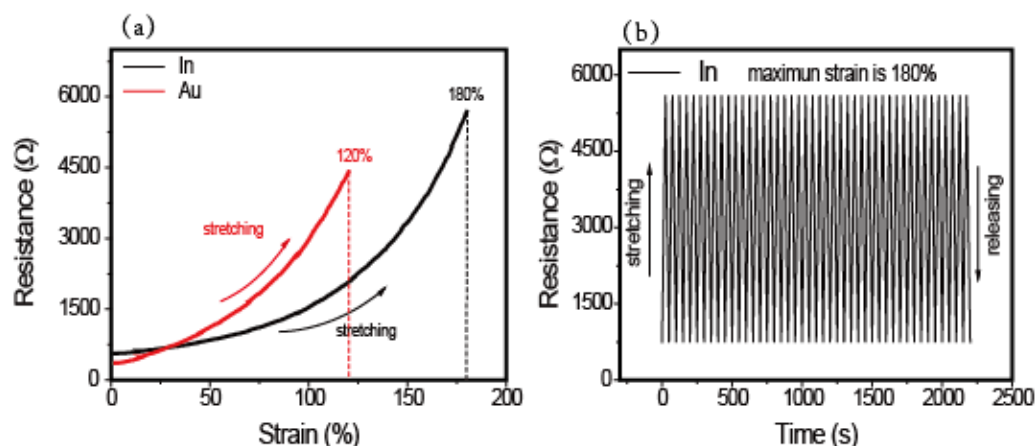 (a)
In
Au
180%
120%
stretching
stretching
6000
4500
3000
1500
0
Resistance (Ω)
0 50 100 150 200
Strain (%)
(b)
In maximun strain is 180%
6000
4500
3000
1500
0
Resistance (Ω)
stretching
releasing
0 500 1000 1500 2000 2500
Time (s)